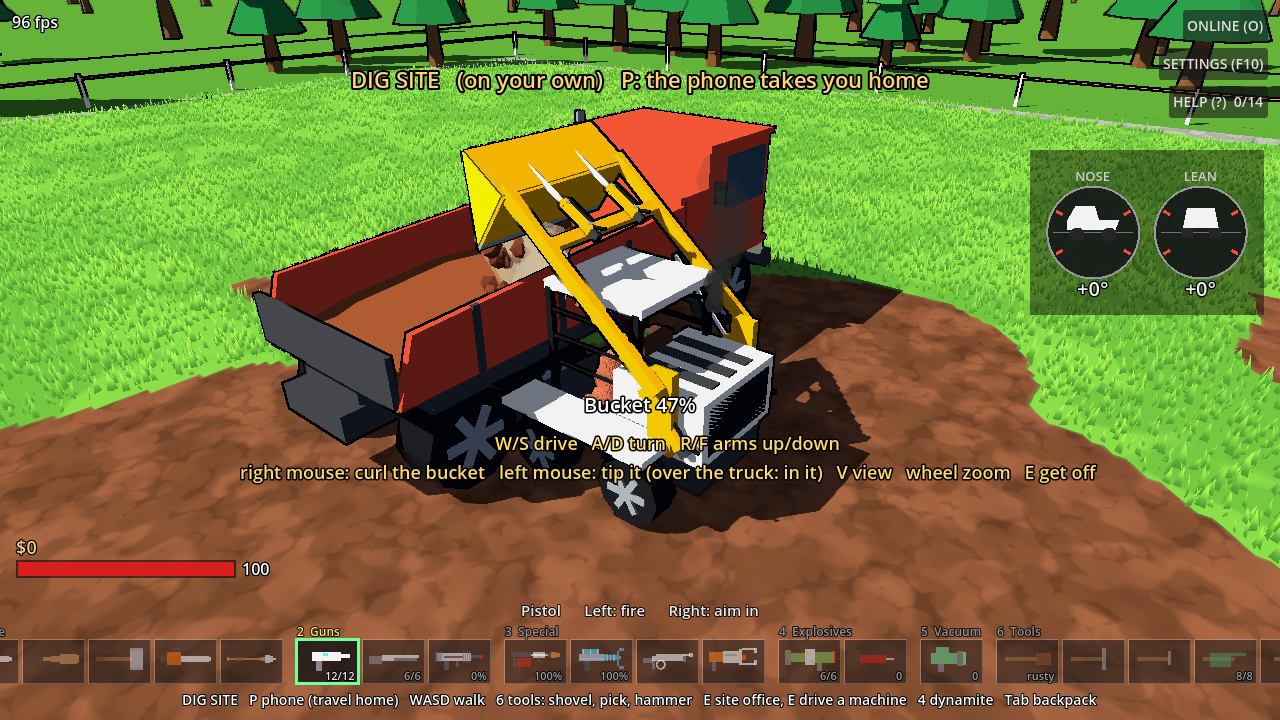 96 fps
ONLINE (O)
SETTINGS (F10)
DIG SITE (on your own) P: the phone takes you home
HELP (?) 0/14
NOSE LEAN
+0° +0°
Bucket 47%
W/S drive A/D turn R/F arms up/down
right mouse: curl the bucket left mouse: tip it (over the truck: in it) V view wheel zoom E get off
$0
100
Pistol Left: fire Right: aim in
e 2 Guns 3 Special 4 Explosives 5 Vacuum 6 Tools
12/12 6/6 0% 100% 100% 6/6 0 0 rusty 8/8
DIG SITE P phone (travel home) WASD walk 6 tools: shovel, pick, hammer E site office, E drive a machine 4 dynamite Tab backpack